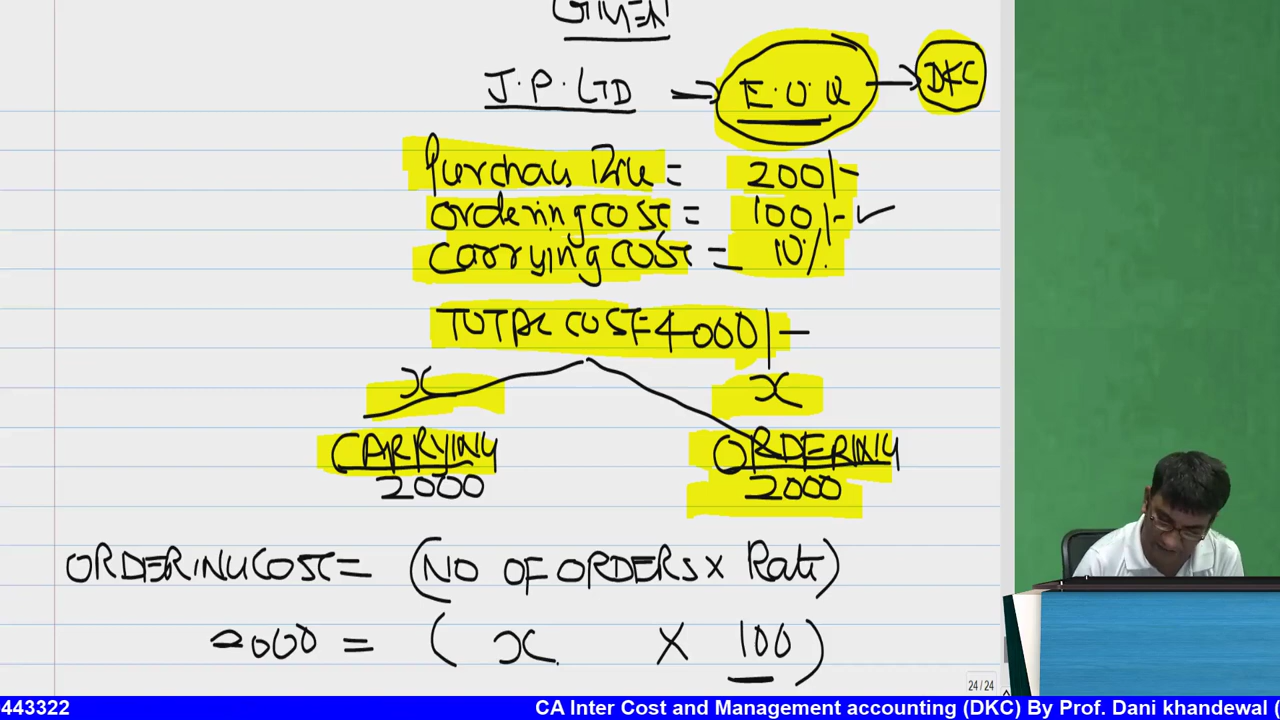 GIVEN
J.P. LTD → E.O.Q → DKC
Purchase Price = 200/-
ordering cost = 100/- ✓
Carrying cost = 10%
TOTAL COST = 4000/-
x x
CARRYING ORDERING
2000 2000
ORDERING COST = (NO OF ORDERS x Rate)
2000 = ( x X 100 )
24 / 24
443322 CA Inter Cost and Management accounting (DKC) By Prof. Dani khandewal (